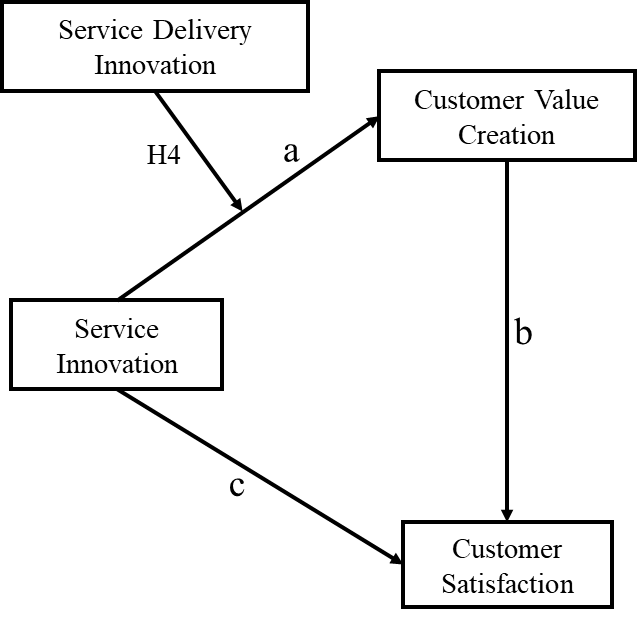 Service Delivery
Innovation
Customer Value
Creation
H4
a
Service
Innovation
b
c
Customer
Satisfaction